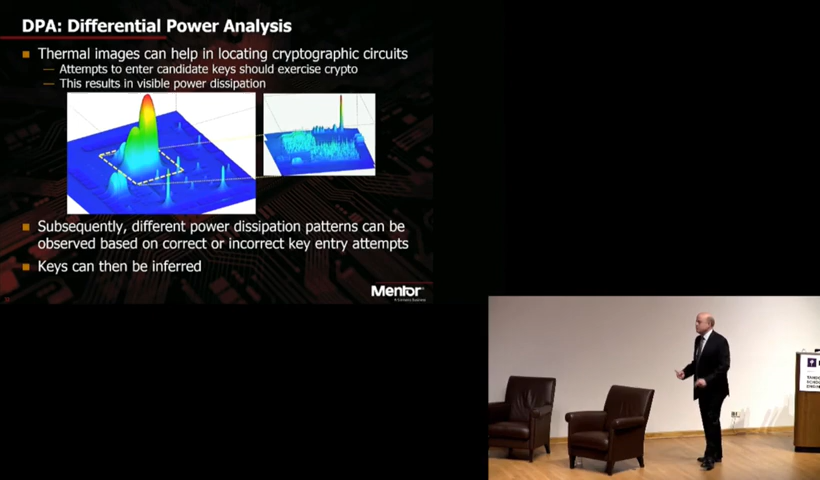 DPA: Differential Power Analysis
Thermal images can help in locating cryptographic circuits
— Attempts to enter candidate keys should exercise crypto
— This results in visible power dissipation
Subsequently, different power dissipation patterns can be
observed based on correct or incorrect key entry attempts
Keys can then be inferred
Mentor
A Siemens Business